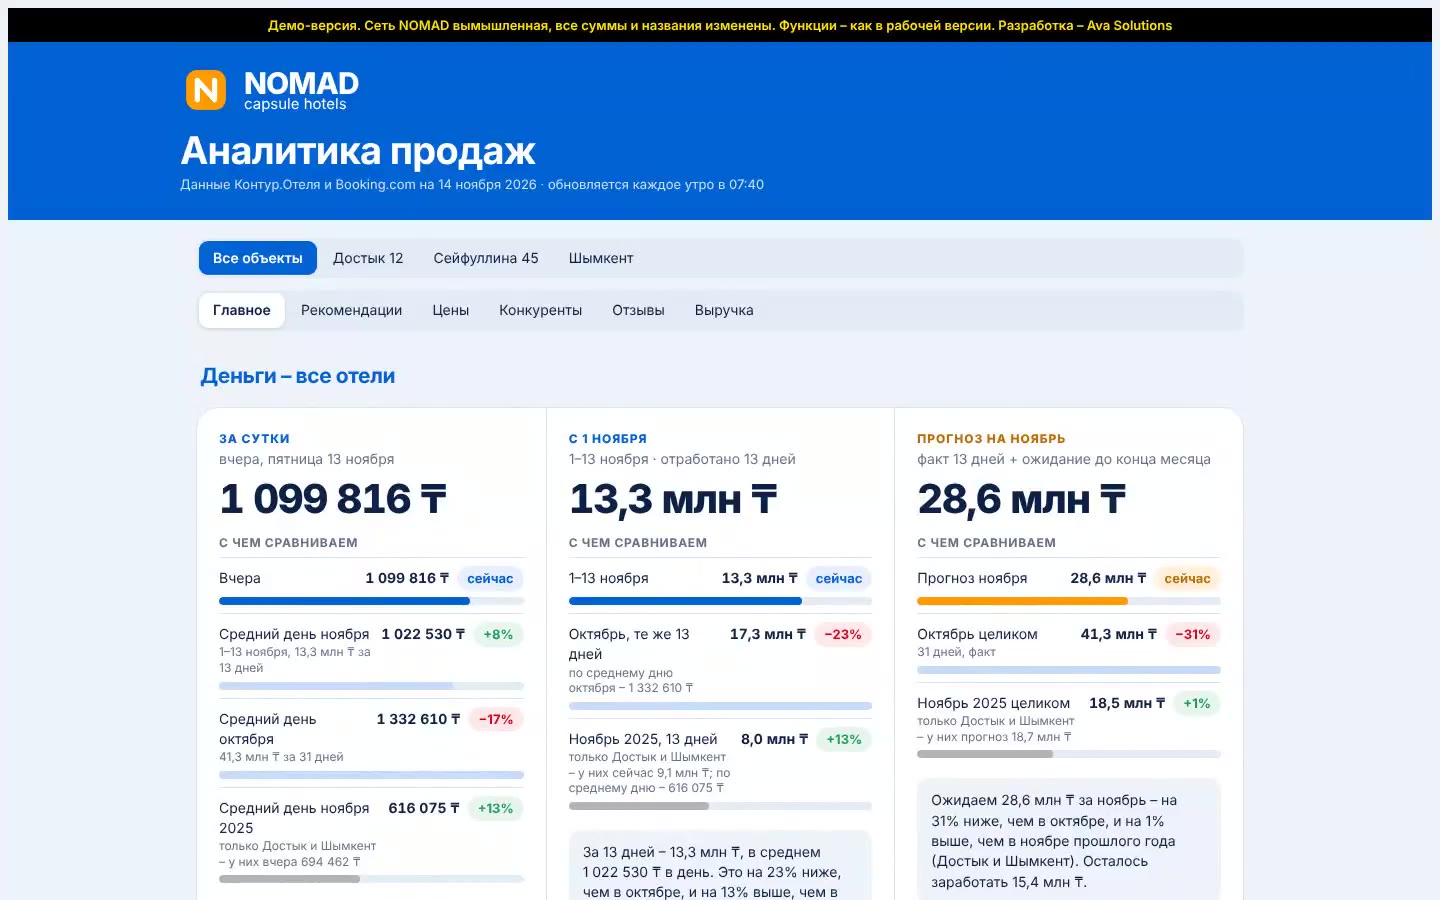 Демо-версия. Сеть NOMAD вымышленная, все суммы и названия изменены. Функции – как в рабочей версии. Разработка – Ava Solutions
N
NOMAD
capsule hotels
Аналитика продаж
Данные Контур.Отеля и Booking.com на 14 ноября 2026 · обновляется каждое утро в 07:40
Все объекты Достык 12 Сейфуллина 45 Шымкент
Главное Рекомендации Цены Конкуренты Отзывы Выручка
Деньги – все отели
ЗА СУТКИ
вчера, пятница 13 ноября
1 099 816 ₸
С ЧЕМ СРАВНИВАЕМ
Вчера 1 099 816 ₸ сейчас
Средний день ноября 1 022 530 ₸ +8%
1–13 ноября, 13,3 млн ₸ за
13 дней
Средний день 1 332 610 ₸ −17%
октября
41,3 млн ₸ за 31 дней
Средний день ноября 616 075 ₸ +13%
2025
только Достык и Шымкент
– у них вчера 694 462 ₸
С 1 НОЯБРЯ
1–13 ноября · отработано 13 дней
13,3 млн ₸
С ЧЕМ СРАВНИВАЕМ
1–13 ноября 13,3 млн ₸ сейчас
Октябрь, те же 13 17,3 млн ₸ −23%
дней
по среднему дню
октября – 1 332 610 ₸
Ноябрь 2025, 13 дней 8,0 млн ₸ +13%
только Достык и Шымкент
– у них сейчас 9,1 млн ₸; по
среднему дню – 616 075 ₸
За 13 дней – 13,3 млн ₸, в среднем
1 022 530 ₸ в день. Это на 23% ниже,
чем в октябре, и на 13% выше, чем в
ПРОГНОЗ НА НОЯБРЬ
факт 13 дней + ожидание до конца месяца
28,6 млн ₸
С ЧЕМ СРАВНИВАЕМ
Прогноз ноября 28,6 млн ₸ сейчас
Октябрь целиком 41,3 млн ₸ −31%
31 дней, факт
Ноябрь 2025 целиком 18,5 млн ₸ +1%
только Достык и Шымкент
– у них прогноз 18,7 млн ₸
Ожидаем 28,6 млн ₸ за ноябрь – на
31% ниже, чем в октябре, и на 1%
выше, чем в ноябре прошлого года
(Достык и Шымкент). Осталось
заработать 15,4 млн ₸.